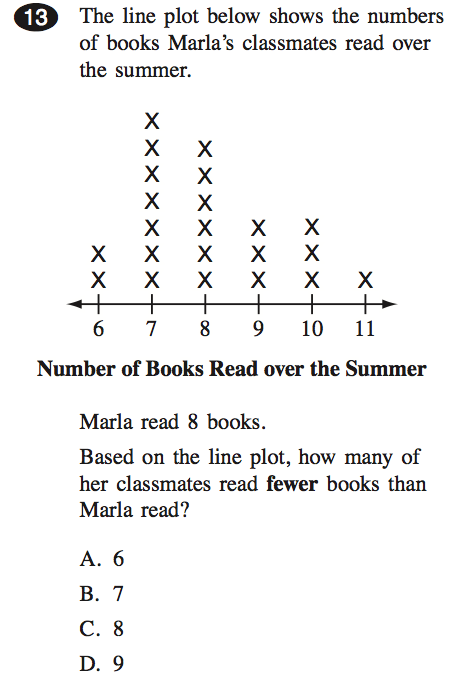 13 The line plot below shows the numbers
of books Marla's classmates read over
the summer.
X
X X
X X
X X
X X X X
X X X X X
X X X X X X
6 7 8 9 10 11
Number of Books Read over the Summer
Marla read 8 books.
Based on the line plot, how many of
her classmates read fewer books than
Marla read?
A. 6
B. 7
C. 8
D. 9